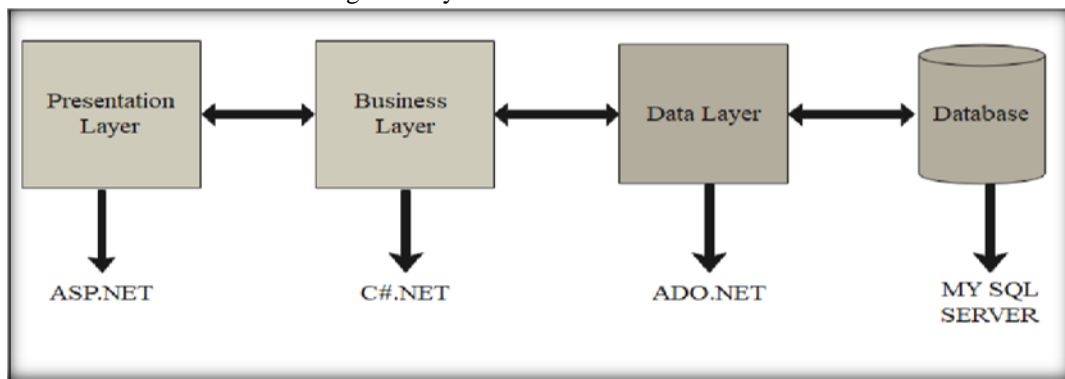 Presentation
Layer
Business
Layer
Data Layer
Database
ASP.NET
C#.NET
ADO.NET
MY SQL
SERVER